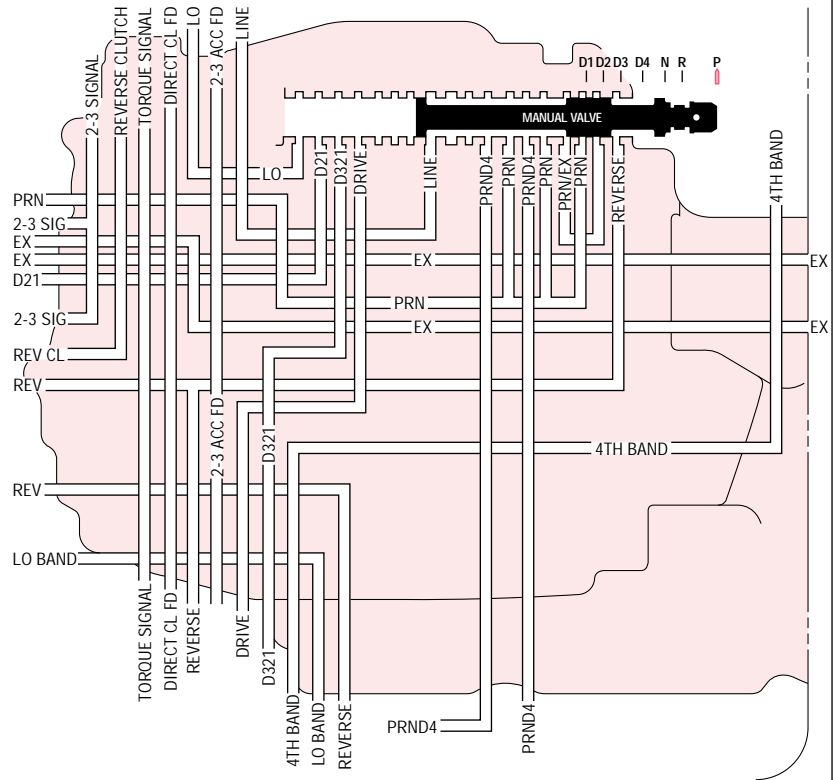 2-3 SIGNAL
REVERSE CLUTCH
TORQUE SIGNAL
DIRECT CL FD
LO
2-3 ACC FD
LINE
D1 D2 D3 D4 N R P
MANUAL VALVE
LO
D21
D321
DRIVE
LINE
PRND4
PRN
PRND4
PRN
PRN/EX
PRN
REVERSE
4TH BAND
PRN
2-3 SIG
EX
EX
EX
EX
D21
PRN
2-3 SIG
EX
EX
REV CL
REV
2-3 ACC FD
D321
4TH BAND
REV
LO BAND
TORQUE SIGNAL
DIRECT CL FD
REVERSE
DRIVE
D321
4TH BAND
LO BAND
REVERSE
PRND4
PRND4